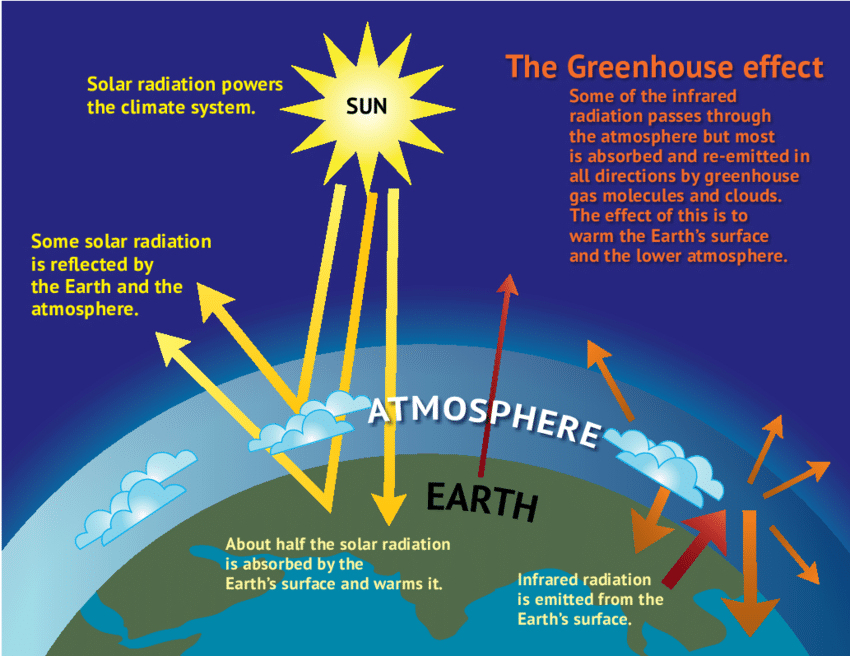 The Greenhouse effect
Some of the infrared
radiation passes through
the atmosphere but most
is absorbed and re-emitted in
all directions by greenhouse
gas molecules and clouds.
The effect of this is to
warm the Earth's surface
and the lower atmosphere.
Solar radiation powers
the climate system.
SUN
Some solar radiation
is reflected by
the Earth and the
atmosphere.
ATMOSPHERE
EARTH
About half the solar radiation
is absorbed by the
Earth's surface and warms it.
Infrared radiation
is emitted from the
Earth's surface.